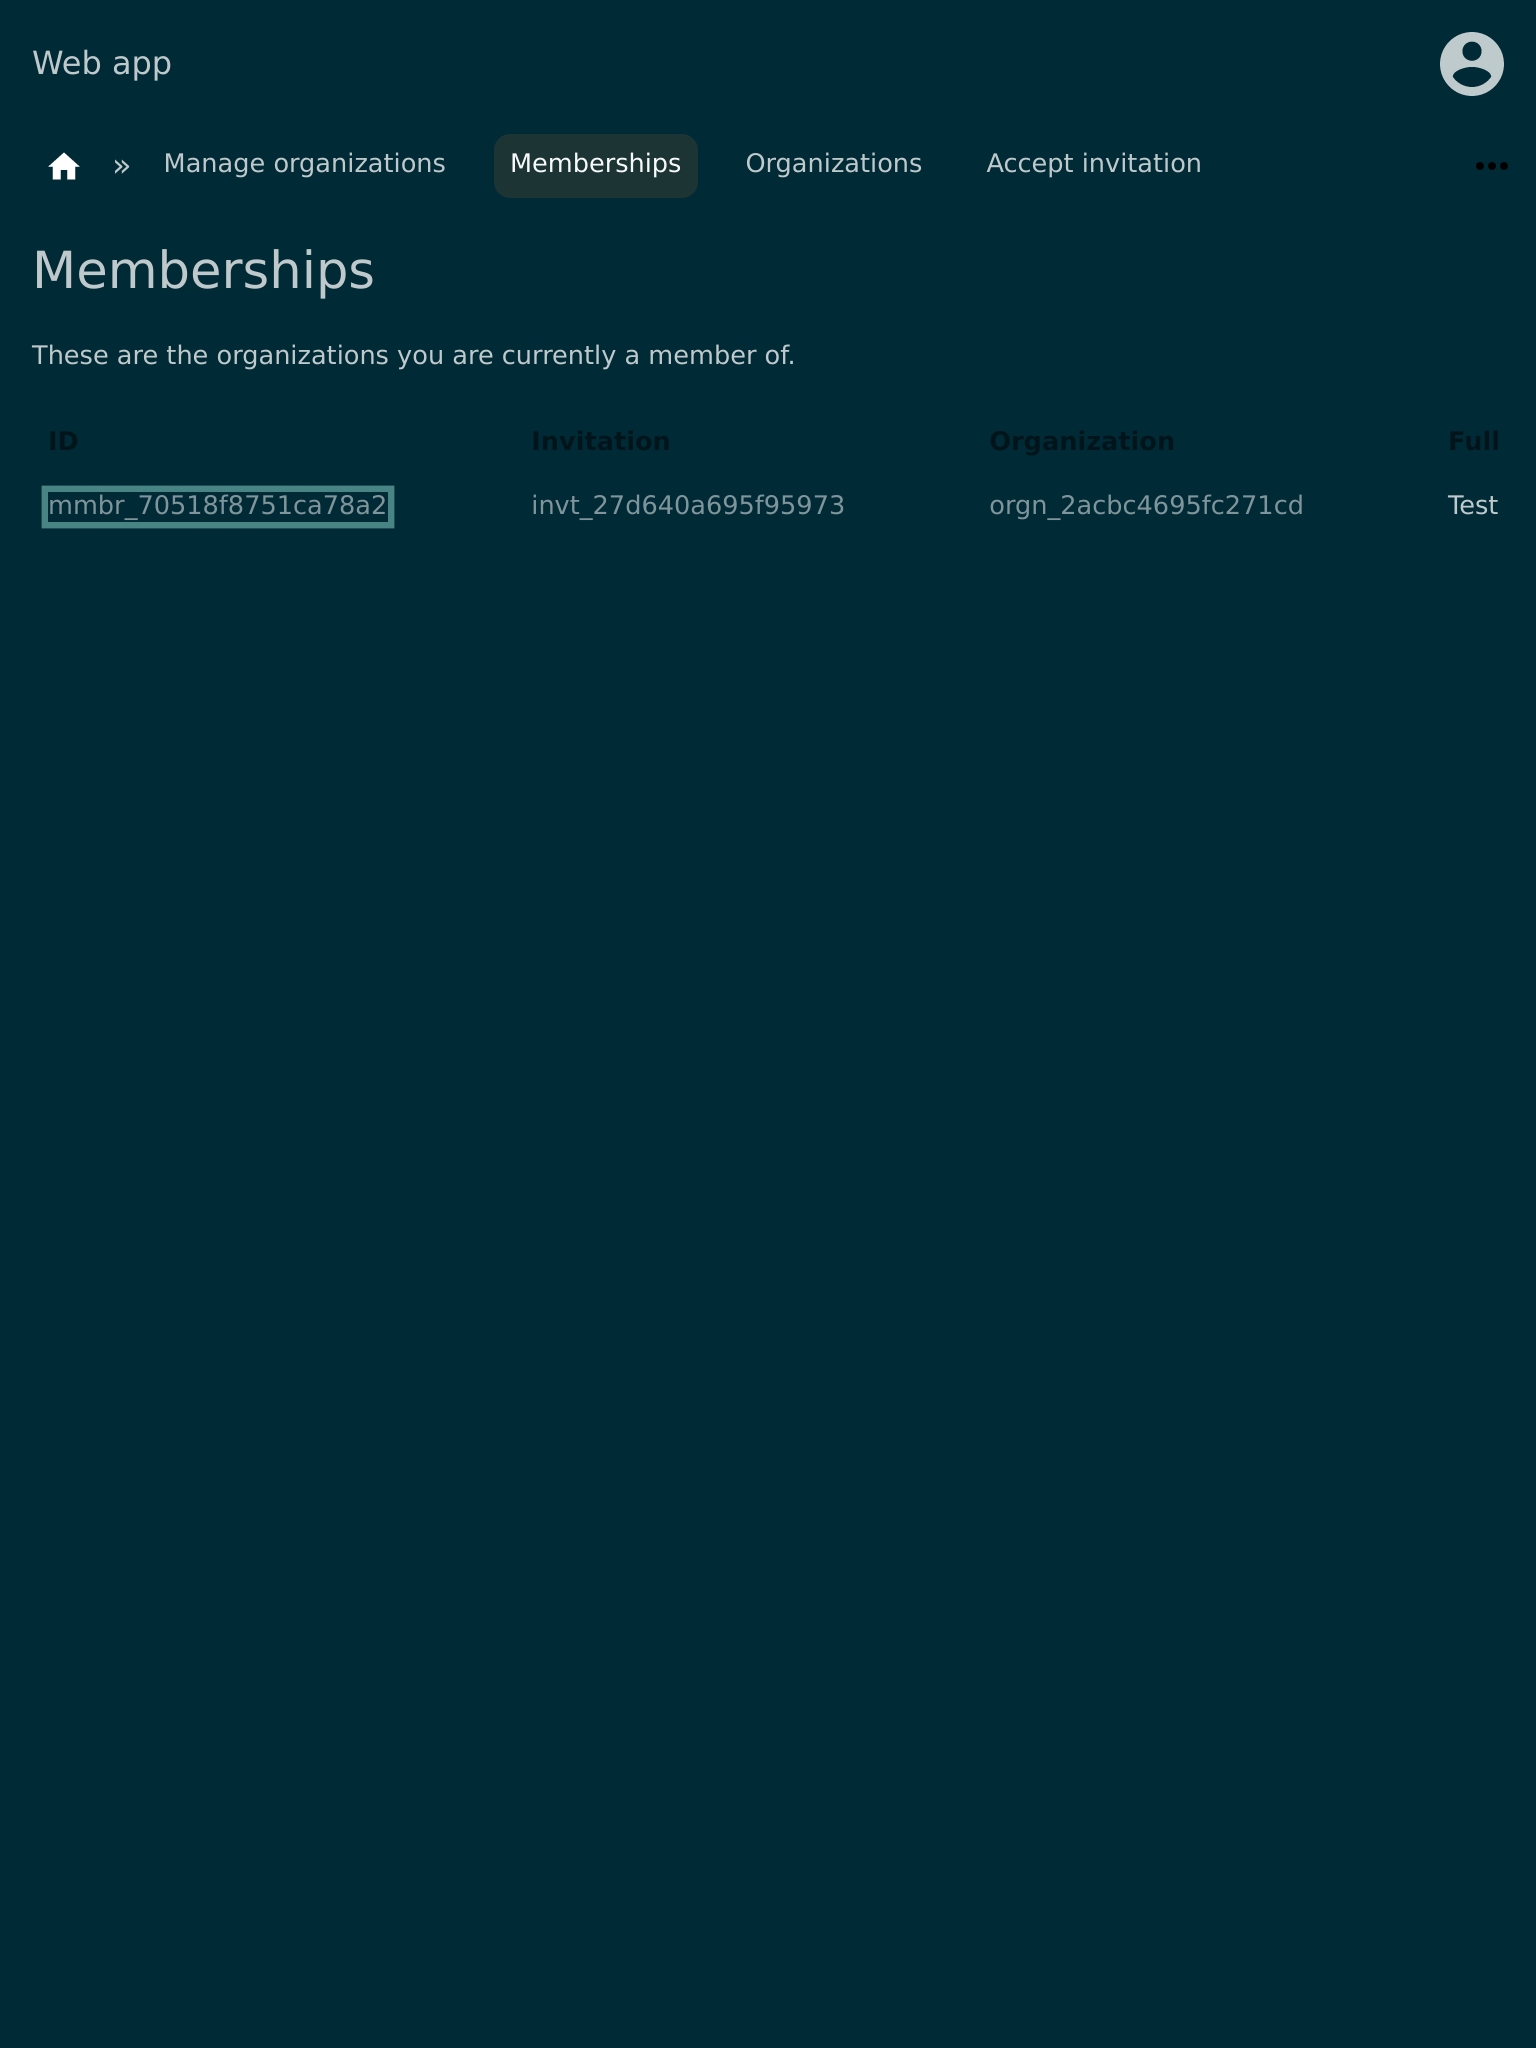 Web app
» Manage organizations Memberships Organizations Accept invitation
Memberships
These are the organizations you are currently a member of.
ID Invitation Organization Full
mmbr_70518f8751ca78a2 invt_27d640a695f95973 orgn_2acbc4695fc271cd Test